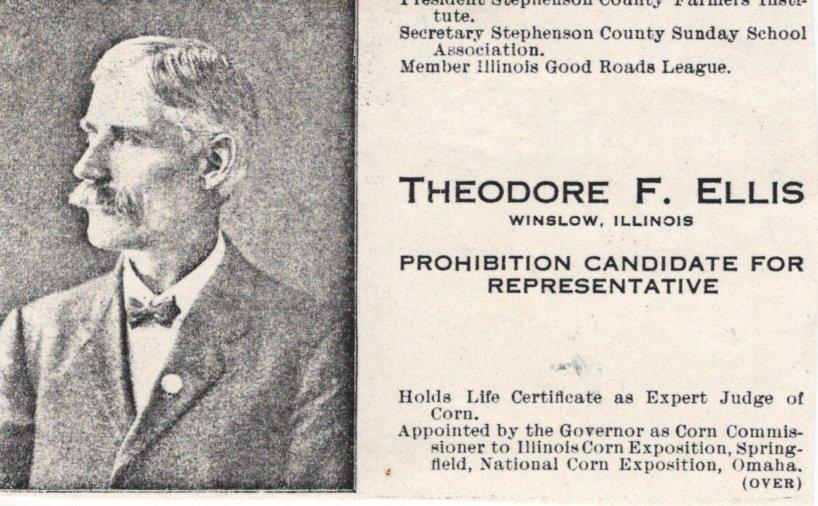 President Stephenson County Farmers Insti-
tute.
Secretary Stephenson County Sunday School
Association.
Member Illinois Good Roads League.
THEODORE F. ELLIS
WINSLOW, ILLINOIS
PROHIBITION CANDIDATE FOR
REPRESENTATIVE
Holds Life Certificate as Expert Judge of
Corn.
Appointed by the Governor as Corn Commis-
sioner to Illinois Corn Exposition, Spring-
field, National Corn Exposition, Omaha.
(OVER)